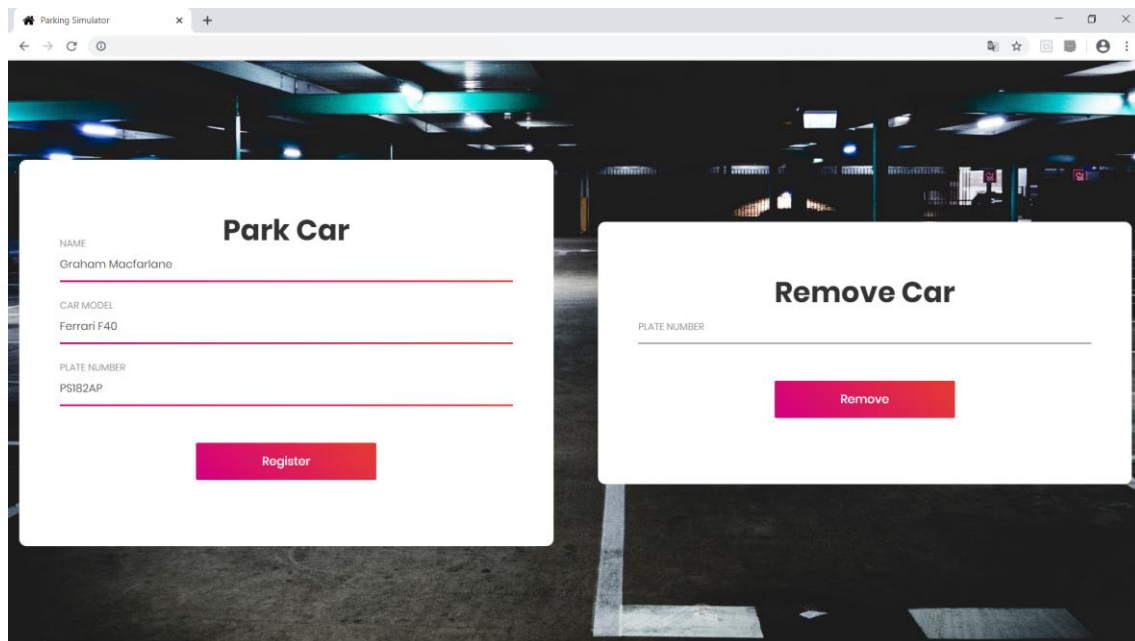 Parking Simulator
Park Car
NAME
Graham Macfarlane
CAR MODEL
Ferrari F40
PLATE NUMBER
PS182AP
Register
Remove Car
PLATE NUMBER
Remove